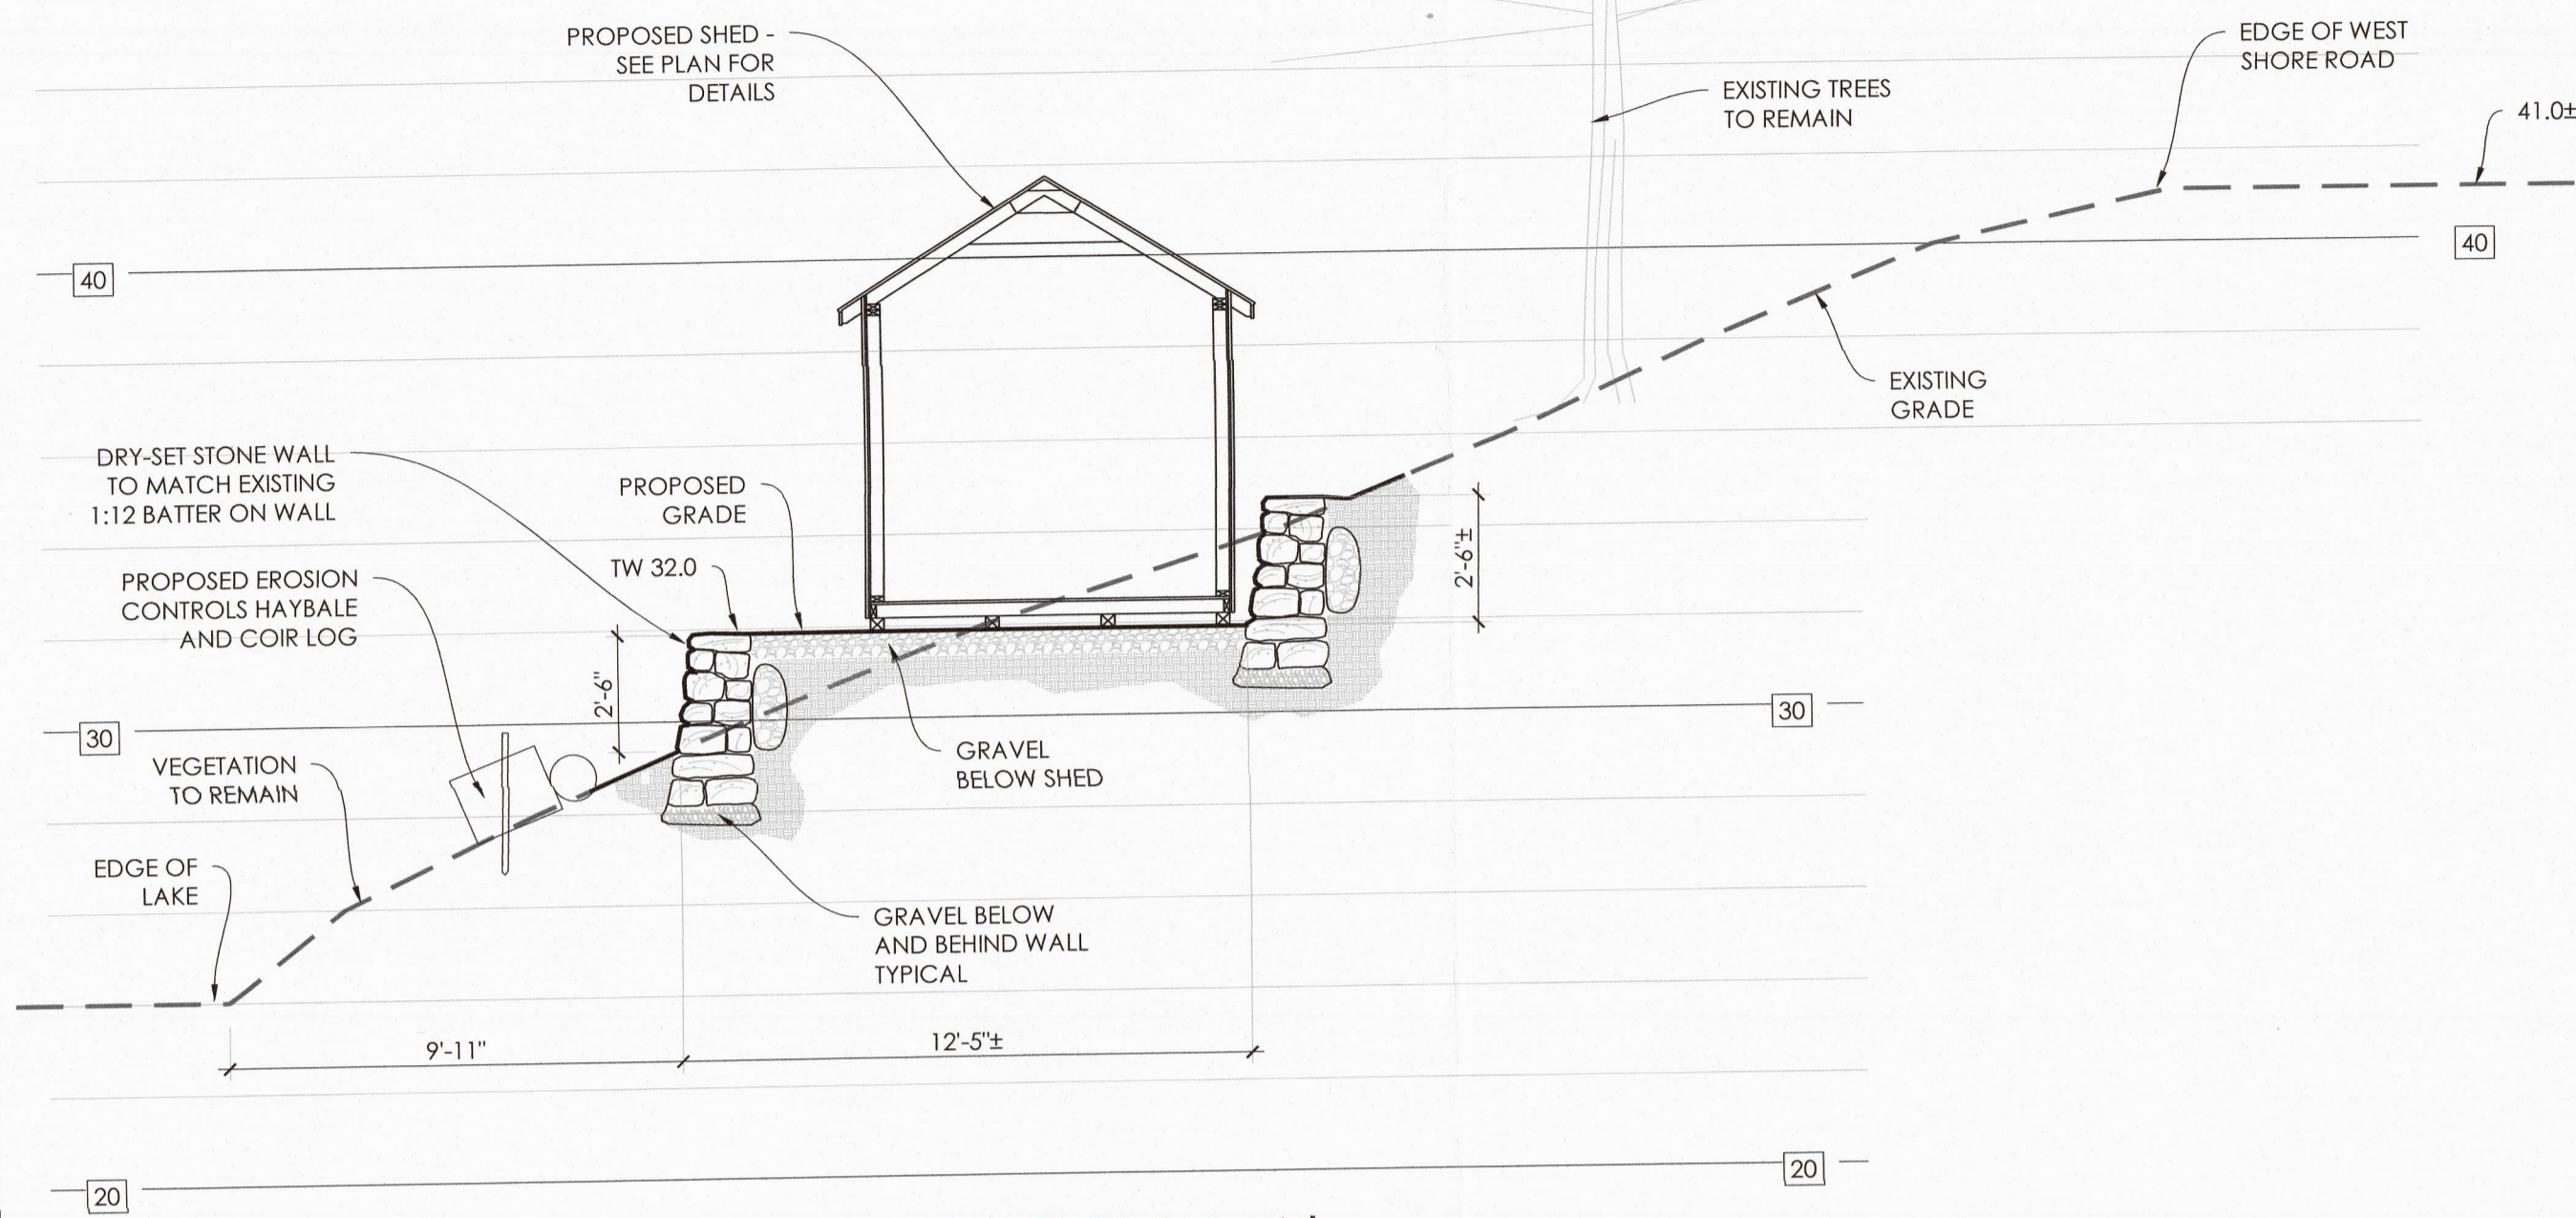 PROPOSED SHED -
SEE PLAN FOR
DETAILS
EDGE OF WEST
SHORE ROAD
EXISTING TREES
TO REMAIN
41.0±
40
40
EXISTING
GRADE
DRY-SET STONE WALL
TO MATCH EXISTING
1:12 BATTER ON WALL
PROPOSED
GRADE
TW 32.0
2'-6"±
PROPOSED EROSION
CONTROLS HAYBALE
AND COIR LOG
2'-6"
30
30
GRAVEL
BELOW SHED
VEGETATION
TO REMAIN
EDGE OF
LAKE
GRAVEL BELOW
AND BEHIND WALL
TYPICAL
9'-11"
12'-5"±
20
20